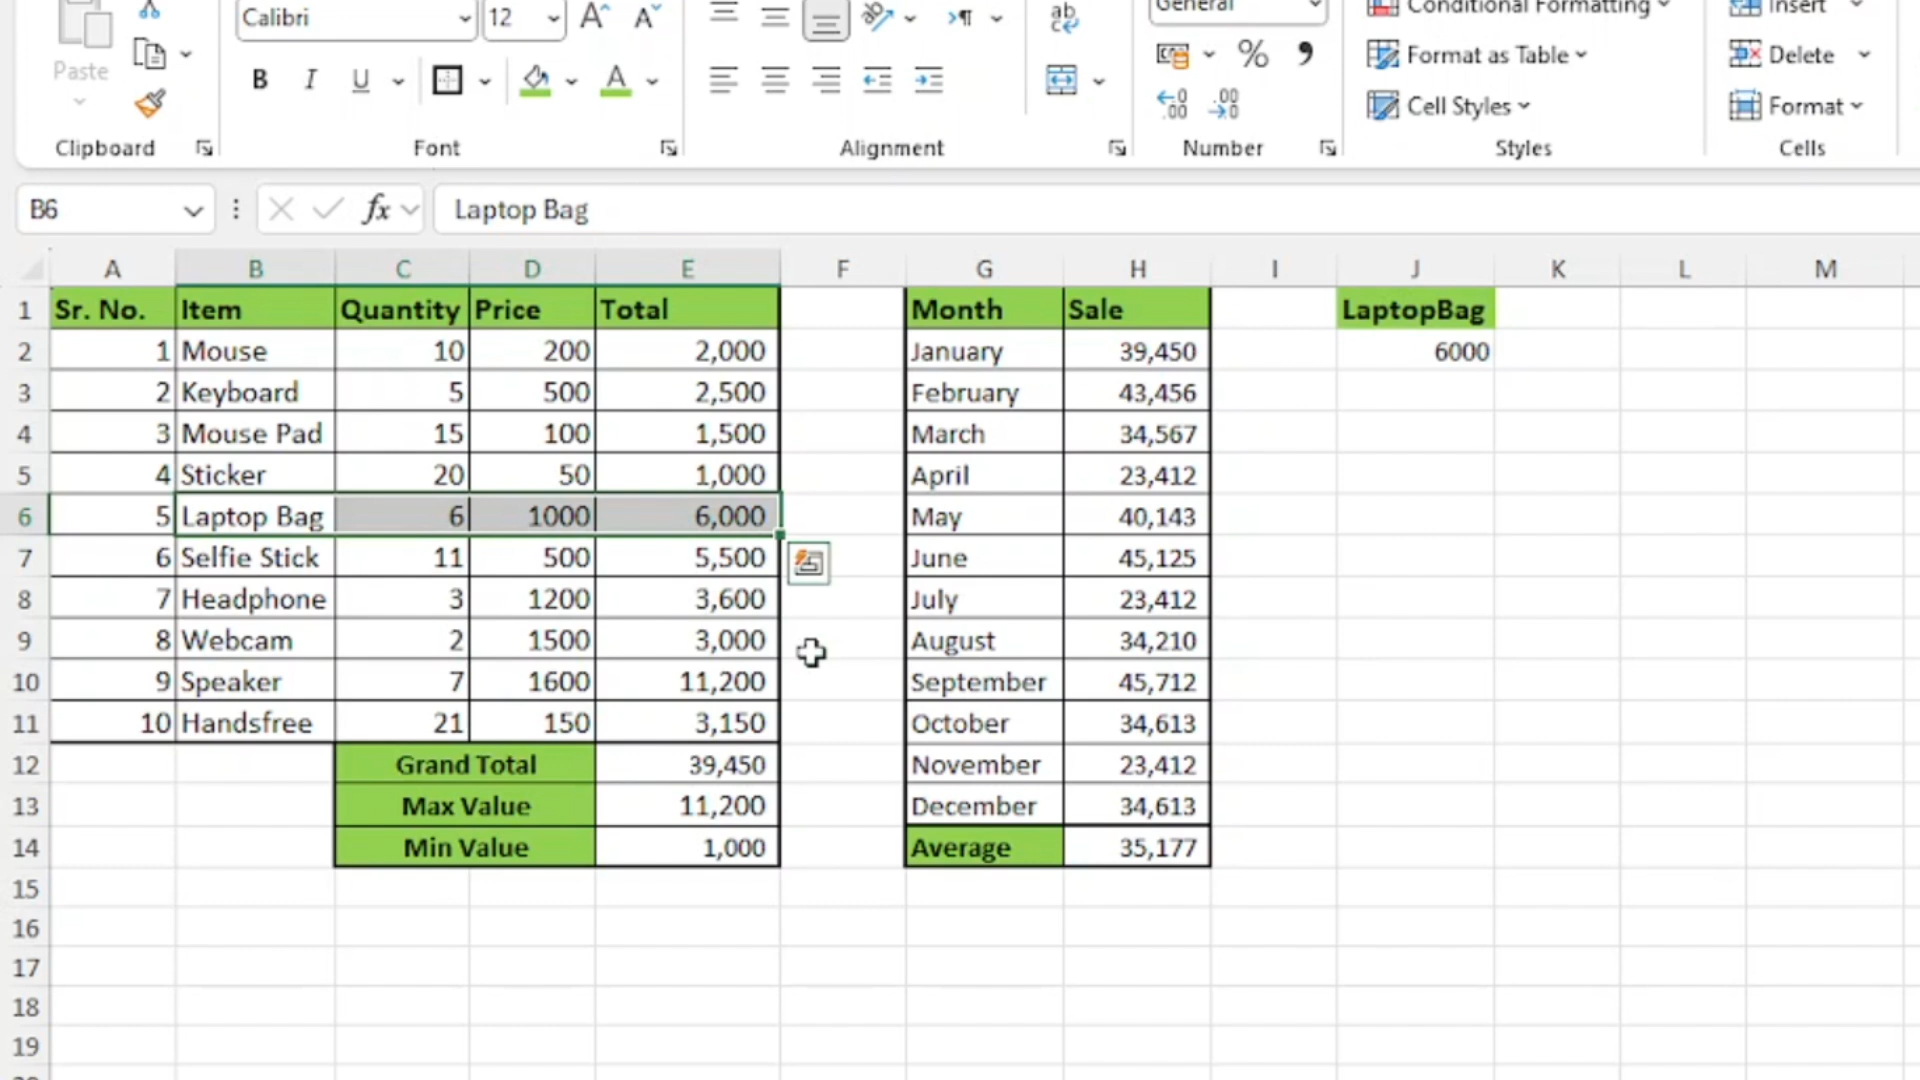 Calibri 12 General Conditional Formatting Insert
Paste B I U A % Format as Table Delete
Cell Styles Format
Clipboard Font Alignment Number Styles Cells
B6 fx Laptop Bag
A B C D E F G H I J K L M
1 Sr. No. Item Quantity Price Total Month Sale LaptopBag
2 1 Mouse 10 200 2,000 January 39,450 6000
3 2 Keyboard 5 500 2,500 February 43,456
4 3 Mouse Pad 15 100 1,500 March 34,567
5 4 Sticker 20 50 1,000 April 23,412
6 5 Laptop Bag 6 1000 6,000 May 40,143
7 6 Selfie Stick 11 500 5,500 June 45,125
8 7 Headphone 3 1200 3,600 July 23,412
9 8 Webcam 2 1500 3,000 August 34,210
10 9 Speaker 7 1600 11,200 September 45,712
11 10 Handsfree 21 150 3,150 October 34,613
12 Grand Total 39,450 November 23,412
13 Max Value 11,200 December 34,613
14 Min Value 1,000 Average 35,177
15
16
17
18
19